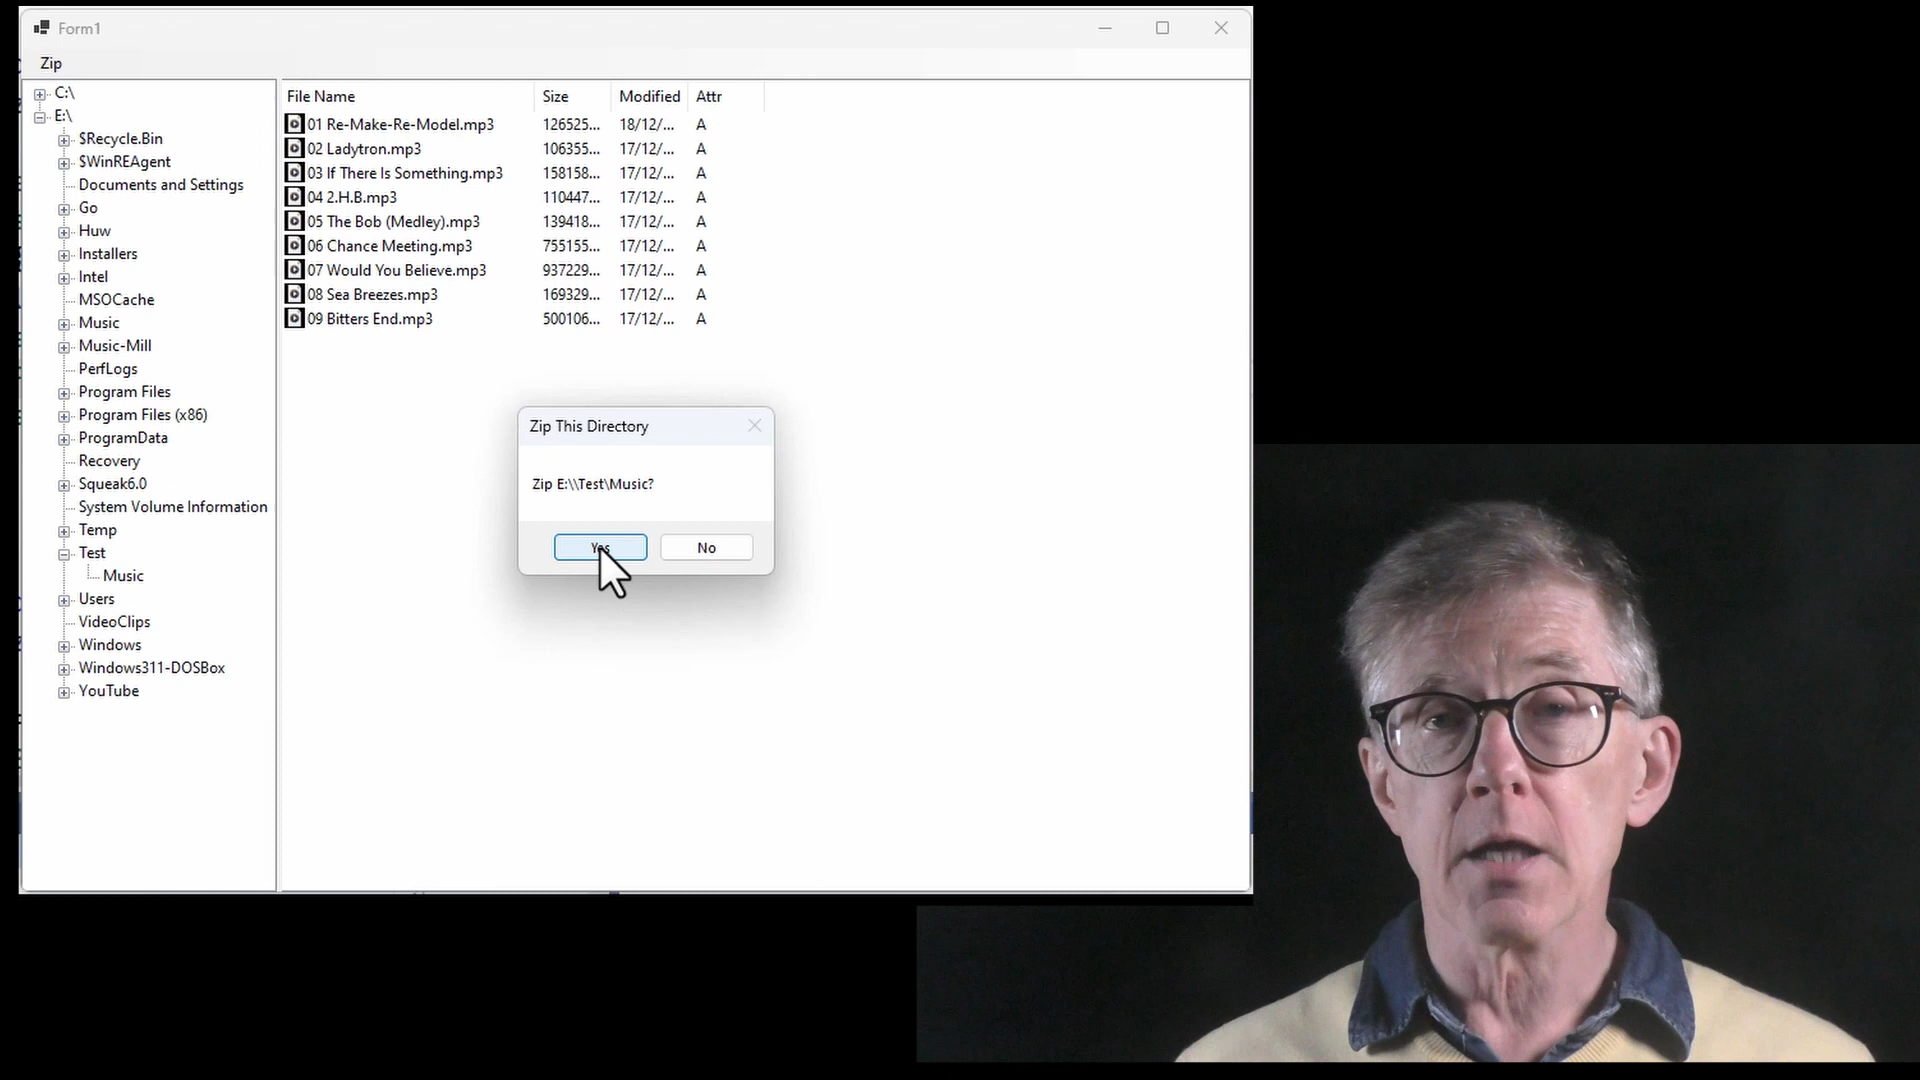 Form1
Zip
C:\
E:\
$Recycle.Bin
$WinREAgent
Documents and Settings
Go
Huw
Installers
Intel
MSOCache
Music
Music-Mill
PerfLogs
Program Files
Program Files (x86)
ProgramData
Recovery
Squeak6.0
System Volume Information
Temp
Test
Music
Users
VideoClips
Windows
Windows311-DOSBox
YouTube
File Name Size Modified Attr
01 Re-Make-Re-Model.mp3 126525... 18/12/... A
02 Ladytron.mp3 106355... 17/12/... A
03 If There Is Something.mp3 158158... 17/12/... A
04 2.H.B.mp3 110447... 17/12/... A
05 The Bob (Medley).mp3 139418... 17/12/... A
06 Chance Meeting.mp3 755155... 17/12/... A
07 Would You Believe.mp3 937229... 17/12/... A
08 Sea Breezes.mp3 169329... 17/12/... A
09 Bitters End.mp3 500106... 17/12/... A
Zip This Directory
Zip E:\\Test\Music?
Yes No